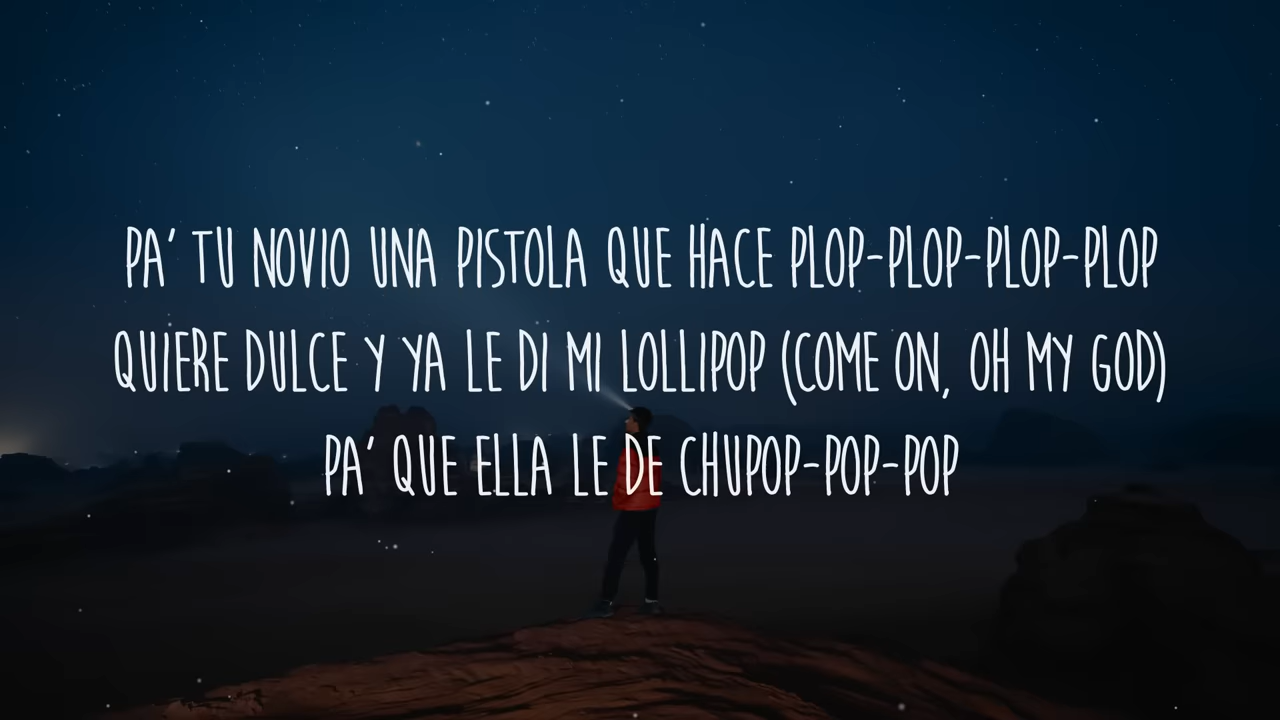 PA' TU NOVIO UNA PISTOLA QUE HACE PLOP-PLOP-PLOP-PLOP
QUIERE DULCE Y YA LE DI MI LOLLIPOP (COME ON, OH MY GOD)
PA' QUE ELLA LE DE CHUPOP-POP-POP